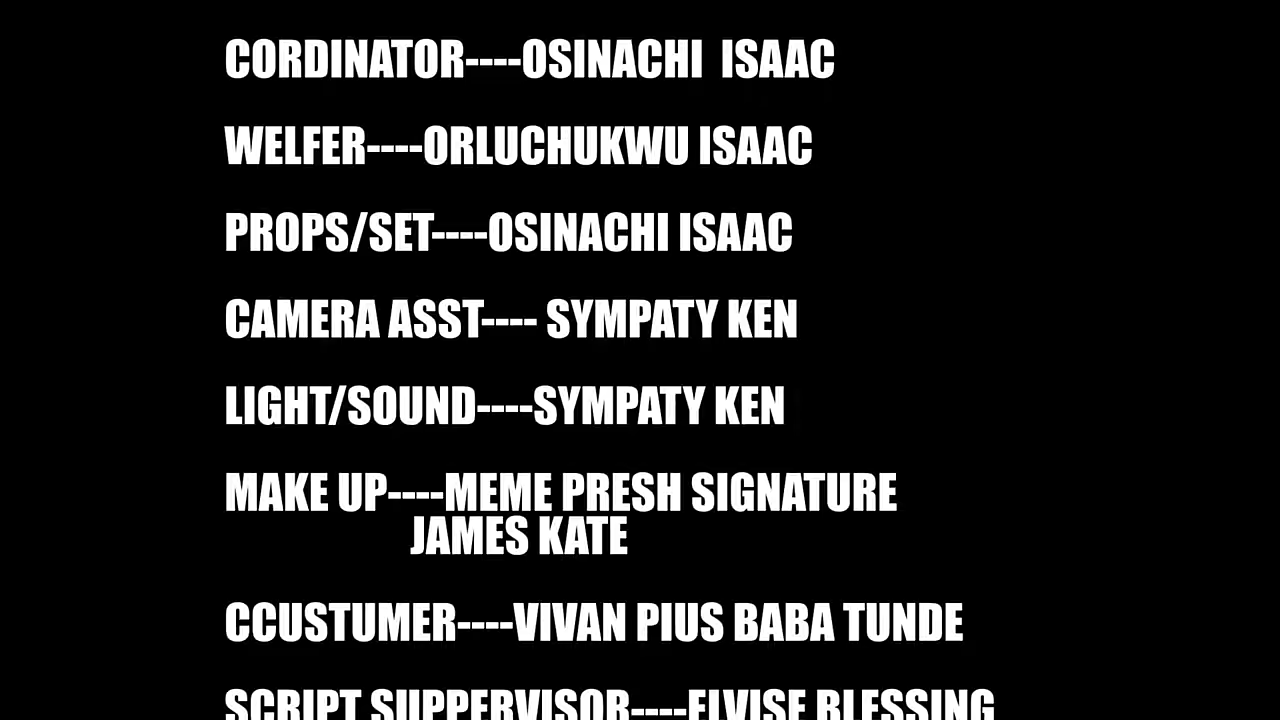 CORDINATOR----OSINACHI  ISAAC
WELFER----ORLUCHUKWU ISAAC
PROPS/SET----OSINACHI ISAAC
CAMERA ASST---- SYMPATY KEN
LIGHT/SOUND----SYMPATY KEN
MAKE UP----MEME PRESH SIGNATURE
JAMES KATE
CCUSTUMER----VIVAN PIUS BABA TUNDE
SCRIPT SUPPERVISOR----ELVISE BLESSING